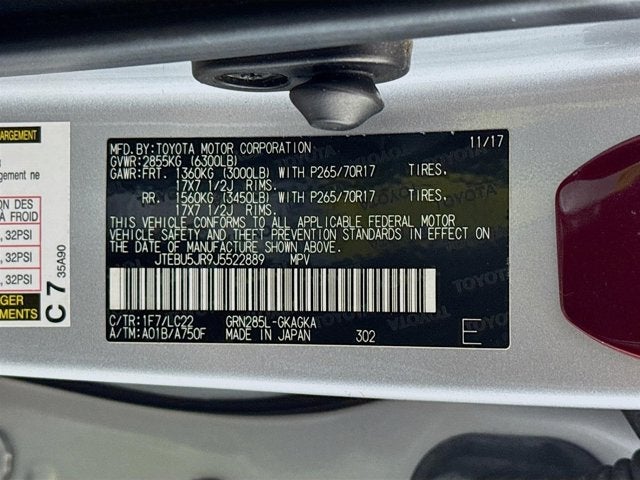 ARGEMENT
agement ne
S DE
A FROID
, 32PSI
, 32PSI
, 32PSI
GER
EMENTS
C 7
35A90
MFD. BY:TOYOTA MOTOR CORPORATION 11/17
GVWR:2855KG (6300LB)
GAWR:FRT. 1360KG (3000LB) WITH P265/70R17 TIRES,
17X7 1/2J RIMS.
RR. 1560KG (3450LB) WITH P265/70R17 TIRES,
17X7 1/2J RIMS.
THIS VEHICLE CONFORMS TO ALL APPLICABLE FEDERAL MOTOR
VEHICLE SAFETY AND THEFT PREVENTION STANDARDS IN EFFECT ON
THE DATE OF MANUFACTURE SHOWN ABOVE.
JTEBU5JR9J5522889 MPV
C/TR:1F7/LC22 GRN285L-GKAGKA
A/TM:A01B/A750F MADE IN JAPAN 302 E